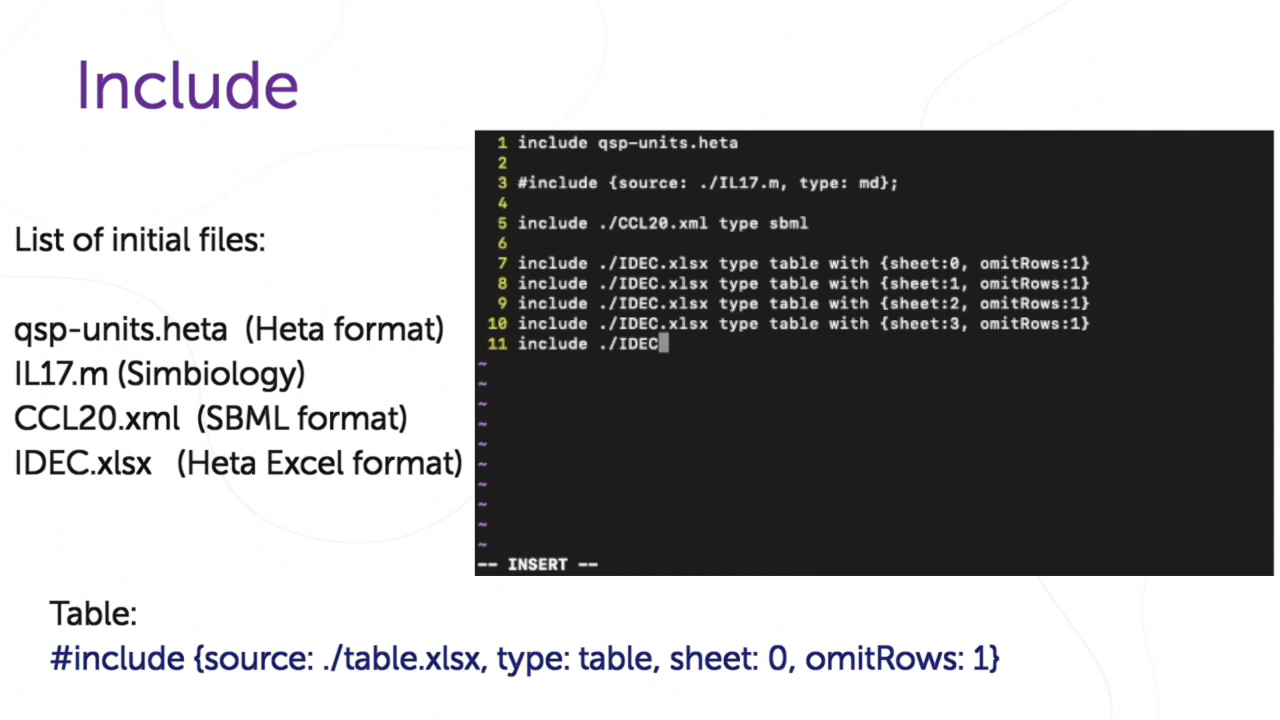 Include
List of initial files:
qsp-units.heta (Heta format)
IL17.m (Simbiology)
CCL20.xml (SBML format)
IDEC.xlsx (Heta Excel format)
1 include qsp-units.heta
2
3 #include {source: ./IL17.m, type: md};
4
5 include ./CCL20.xml type sbml
6
7 include ./IDEC.xlsx type table with {sheet:0, omitRows:1}
8 include ./IDEC.xlsx type table with {sheet:1, omitRows:1}
9 include ./IDEC.xlsx type table with {sheet:2, omitRows:1}
10 include ./IDEC.xlsx type table with {sheet:3, omitRows:1}
11 include ./IDEC
~
~
~
~
~
~
~
~
~
~
-- INSERT --
Table:
#include {source: ./table.xlsx, type: table, sheet: 0, omitRows: 1}